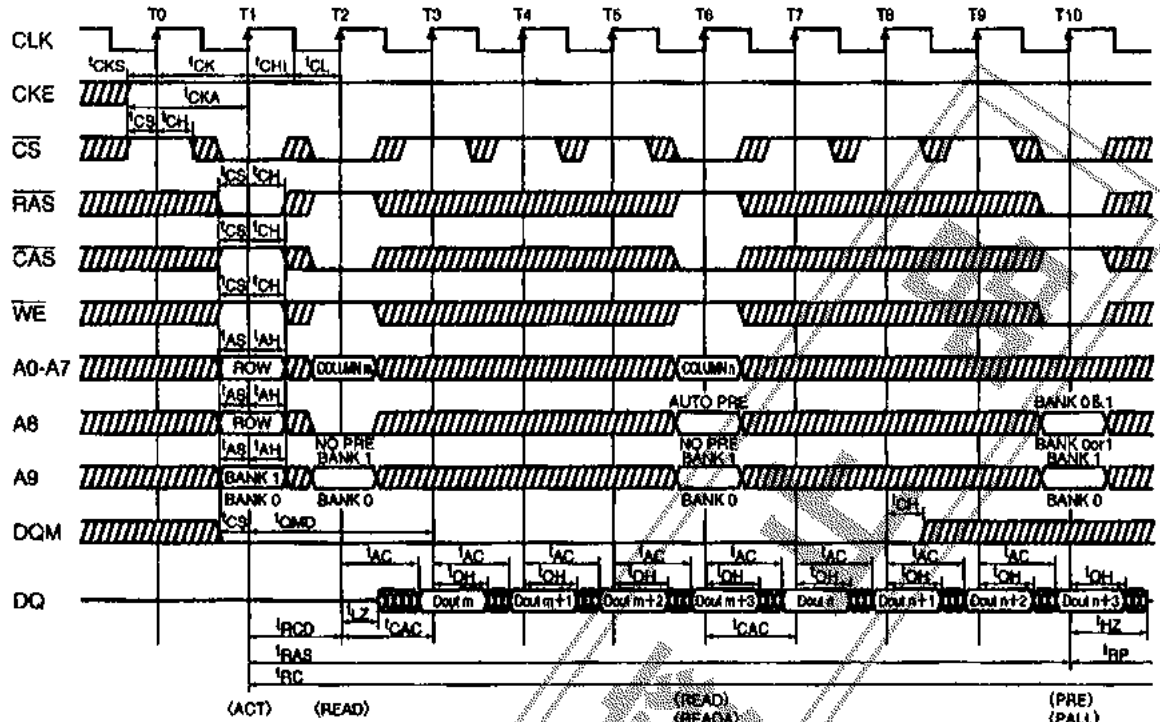 T0 T1 T2 T3 T4 T5 T6 T7 T8 T9 T10
CLK
tCKS tCK tCHI tCL
CKE
tCKA
tCS tCH
CS
tCS tCH
RAS
tCS tCH
CAS
tCS tCH
WE
tAS tAH
A0-A7 ROW COLUMN m COLUMN n
tAS tAH AUTO PRE BANK 0&1
A8 ROW
tAS tAH NO PRE NO PRE BANK 0or1
BANK 1 BANK 1 BANK 1
A9 BANK 1
BANK 0 BANK 0 BANK 0 BANK 0
tCS tQMD tCH
DQM
tAC tAC tAC tAC tAC tAC tAC tAC
tOH tOH tOH tOH tOH tOH tOH tOH
DQ Dout m Dout m+1 Dout m+2 Dout m+3 Dout n+1 Dout n+2 Dout n+3
tLZ tHZ
tRCD tCAC tCAC
tRAS tRP
tRC
(ACT) (READ) (READ) (PRE)
(READA) (PALL)